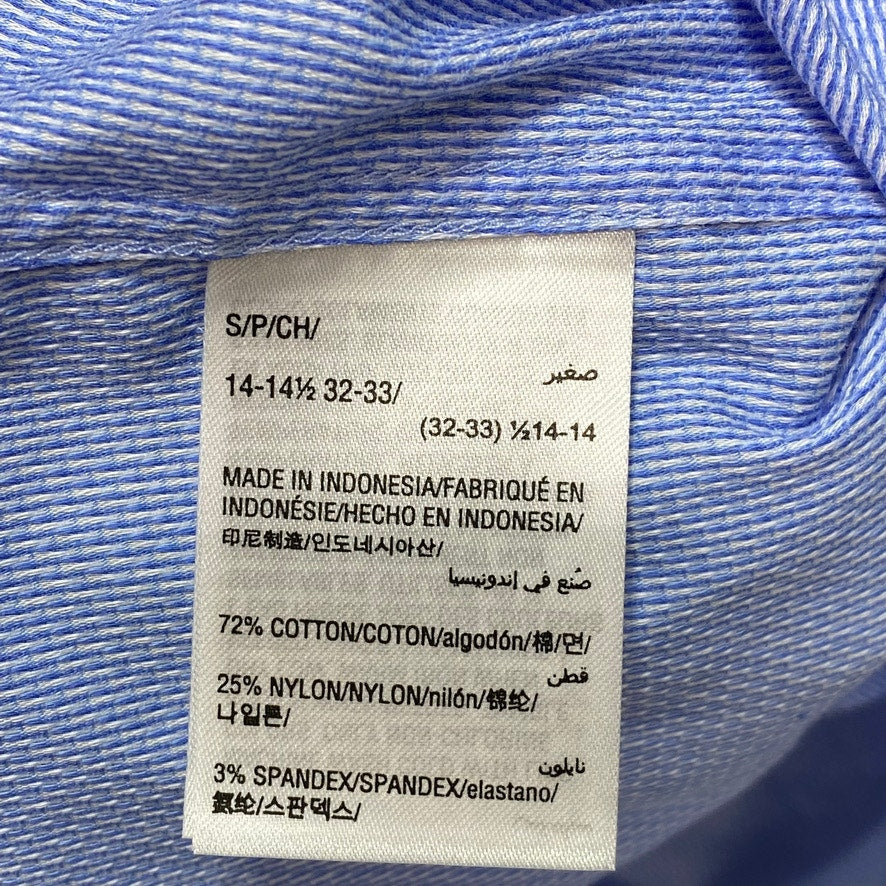 S/P/CH/
صغير
14-14½ 32-33/
(32-33) ½14-14
MADE IN INDONESIA/FABRIQUÉ EN
INDONÉSIE/HECHO EN INDONESIA/
印尼制造/인도네시아산/
صُنع في إندونيسيا
72% COTTON/COTON/algodón/棉/면/
قطن
25% NYLON/NYLON/nilón/锦纶/
나일론/
نايلون
3% SPANDEX/SPANDEX/elastano/
氨纶/스판덱스/